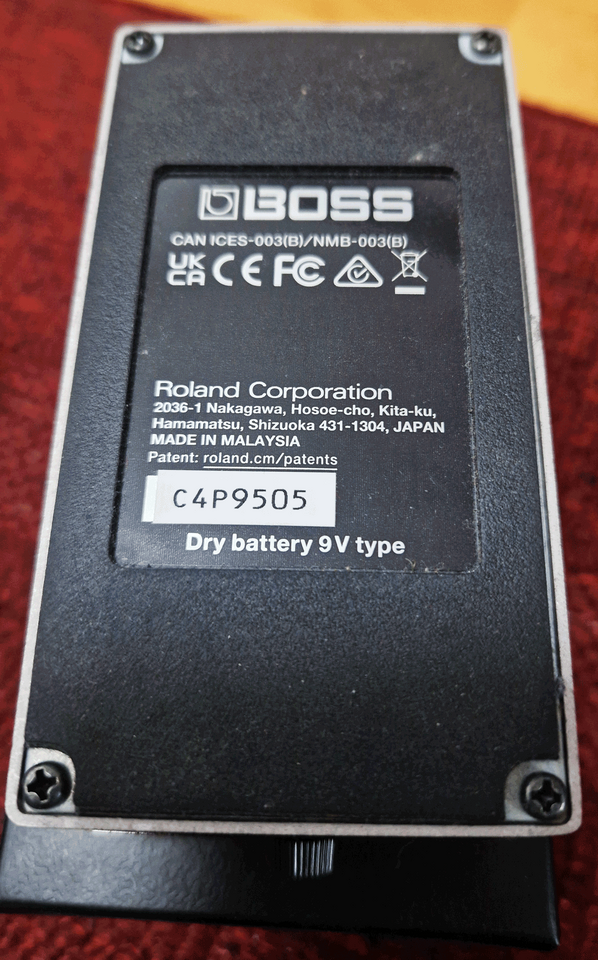 BOSS
CAN ICES-003(B)/NMB-003(B)
UK CA CE FC
Roland Corporation
2036-1 Nakagawa, Hosoe-cho, Kita-ku,
Hamamatsu, Shizuoka 431-1304, JAPAN
MADE IN MALAYSIA
Patent: roland.cm/patents
C4P9505
Dry battery 9V type